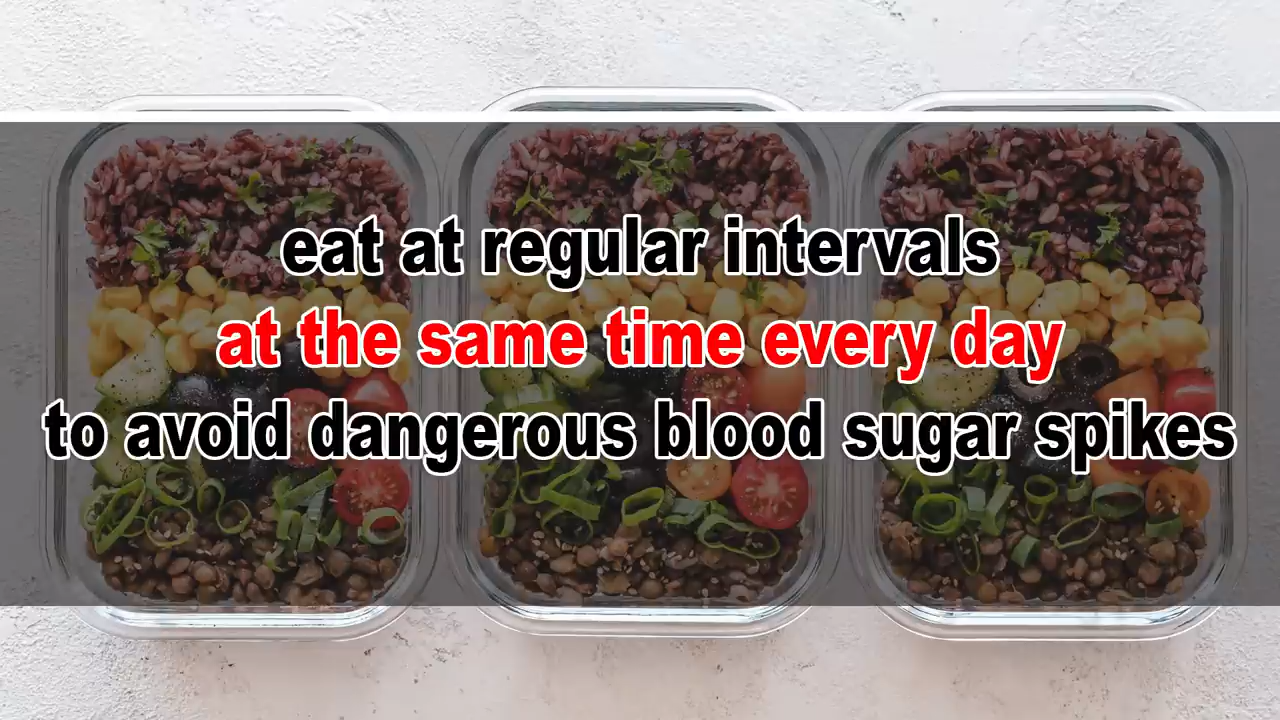 eat at regular intervals
at the same time every day
to avoid dangerous blood sugar spikes